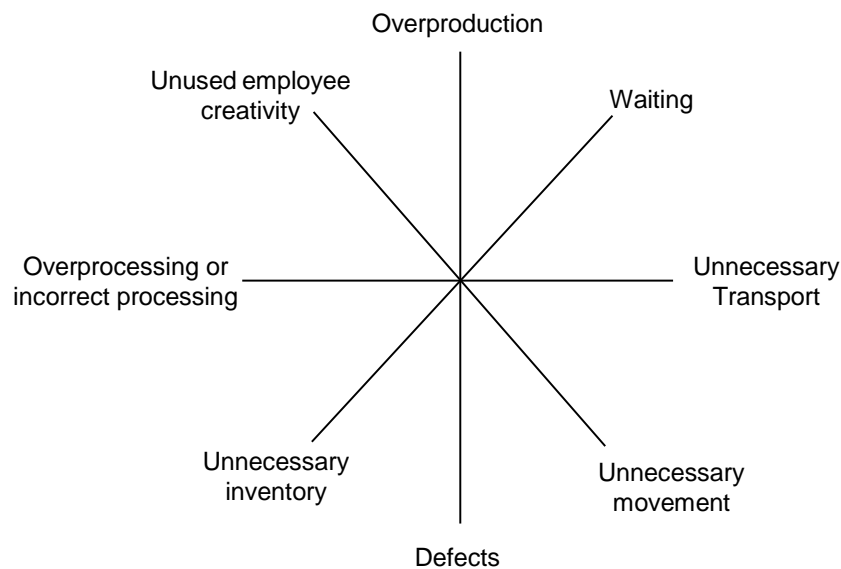 Overproduction
Unused employee
creativity
Waiting
Overprocessing or
incorrect processing
Unnecessary
Transport
Unnecessary
inventory
Unnecessary
movement
Defects